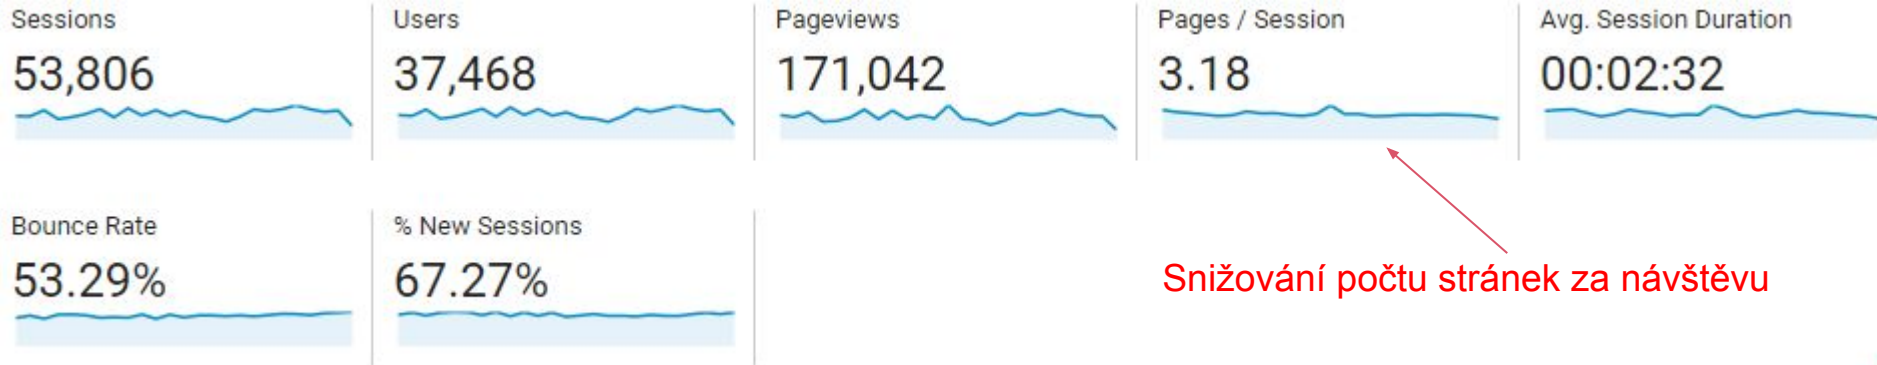 Sessions
53,806
Users
37,468
Pageviews
171,042
Pages / Session
3.18
Avg. Session Duration
00:02:32
Bounce Rate
53.29%
% New Sessions
67.27%
Snižování počtu stránek za návštěvu